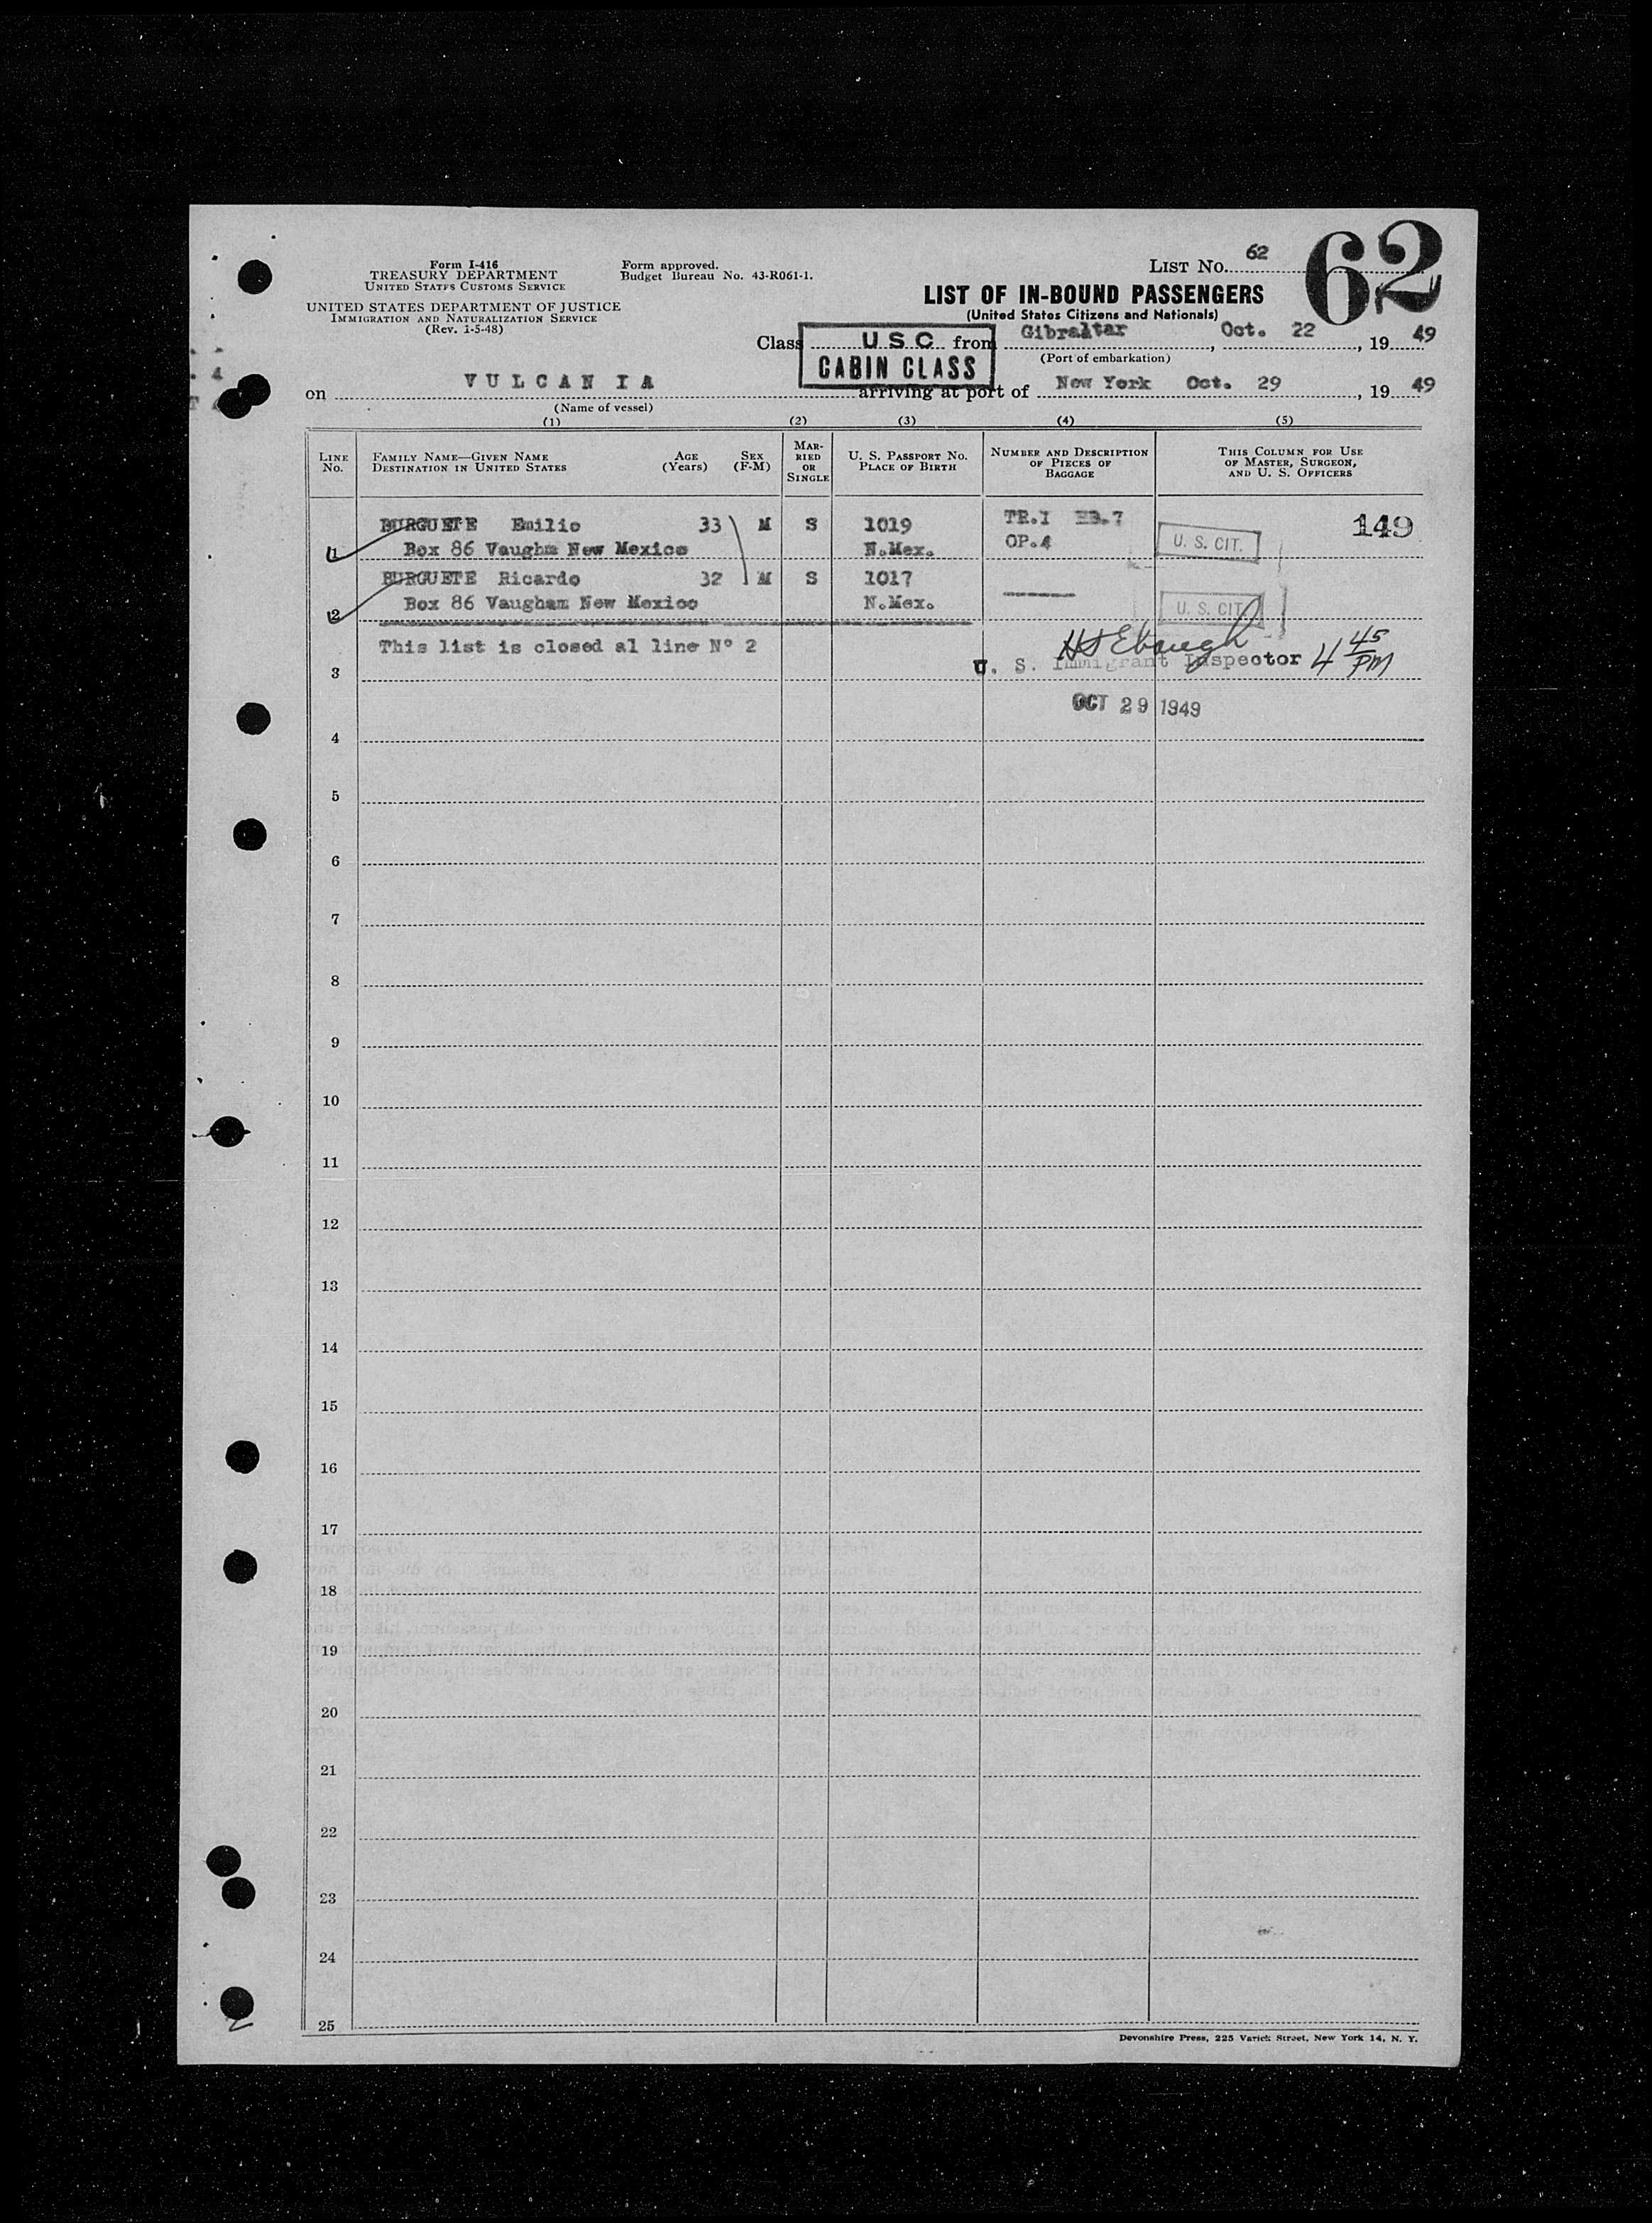 Form I-416
TREASURY DEPARTMENT
UNITED STATES CUSTOMS SERVICE
UNITED STATES DEPARTMENT OF JUSTICE
IMMIGRATION AND NATURALIZATION SERVICE
(Rev. 1-5-48)
Form approved.
Budget Bureau No. 43-R061-1.
LIST NO. 62
62
LIST OF IN-BOUND PASSENGERS
(United States Citizens and Nationals)
Class U S C from Gibraltar, Oct. 22, 19 49
CABIN CLASS
(Port of embarkation)
on VULCANIA arriving at port of New York Oct. 29, 19 49
(Name of vessel)
(1) (2) (3) (4) (5)
LINE NO. FAMILY NAME—GIVEN NAME DESTINATION IN UNITED STATES AGE (Years) SEX (F-M) MARRIED OR SINGLE U. S. PASSPORT NO. PLACE OF BIRTH NUMBER AND DESCRIPTION OF PIECES OF BAGGAGE THIS COLUMN FOR USE OF MASTER, SURGEON, AND U. S. OFFICERS
BURGUETE Emilio 33 M S 1019 TR.I 149
1 Box 86 Vaughm New Mexico N.Mex. OP.4 U. S. CIT.
BURGUETE Ricardo 32 M S 1017
2 Box 86 Vaugham New Mexico N.Mex. U. S. CIT.
This list is closed al line Nº 2
HS Ebaugh
3 U. S. Immigrant Inspector 4 45 PM
OCT 29 1949
4
5
6
7
8
9
10
11
12
13
14
15
16
17
18
19
20
21
22
23
24
25
Devonshire Press, 225 Varick Street, New York 14, N. Y.